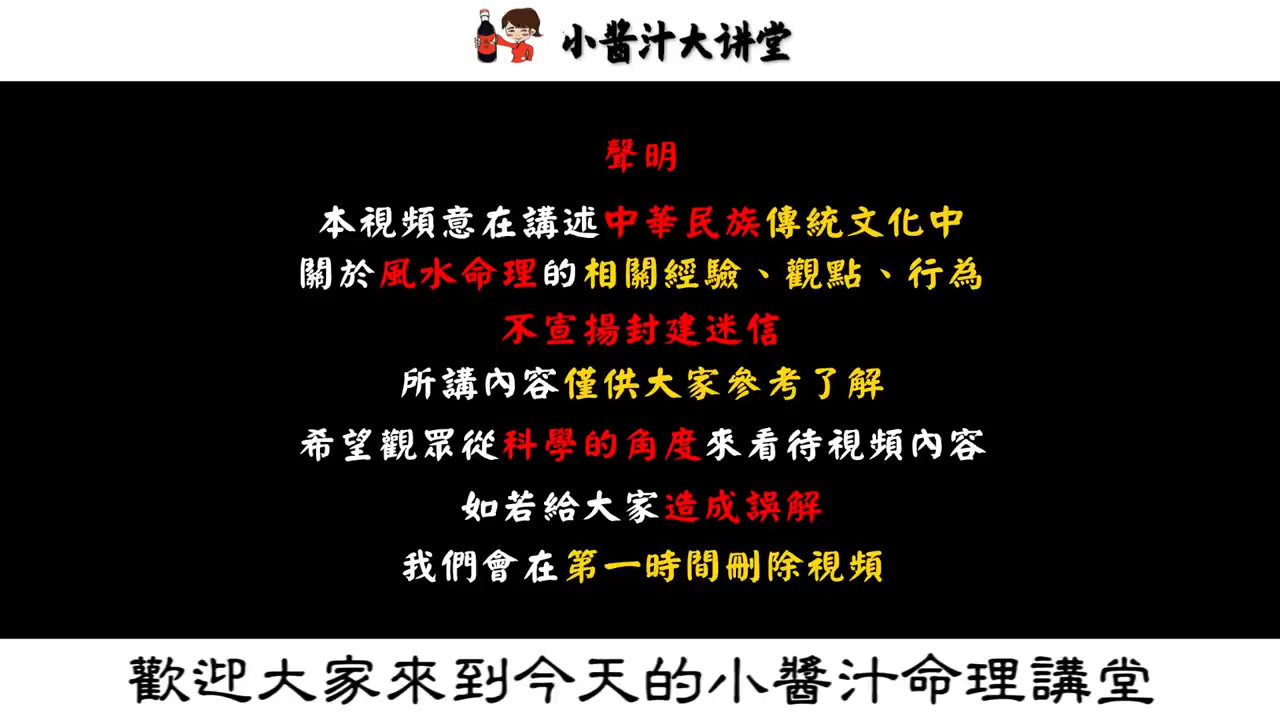 小醬汁大讲堂
聲明
本視頻意在講述中華民族傳統文化中
關於風水命理的相關經驗、觀點、行為
不宣揚封建迷信
所講內容僅供大家參考了解
希望觀眾從科學的角度來看待視頻內容
如若給大家造成誤解
我們會在第一時間刪除視頻
歡迎大家來到今天的小醬汁命理講堂